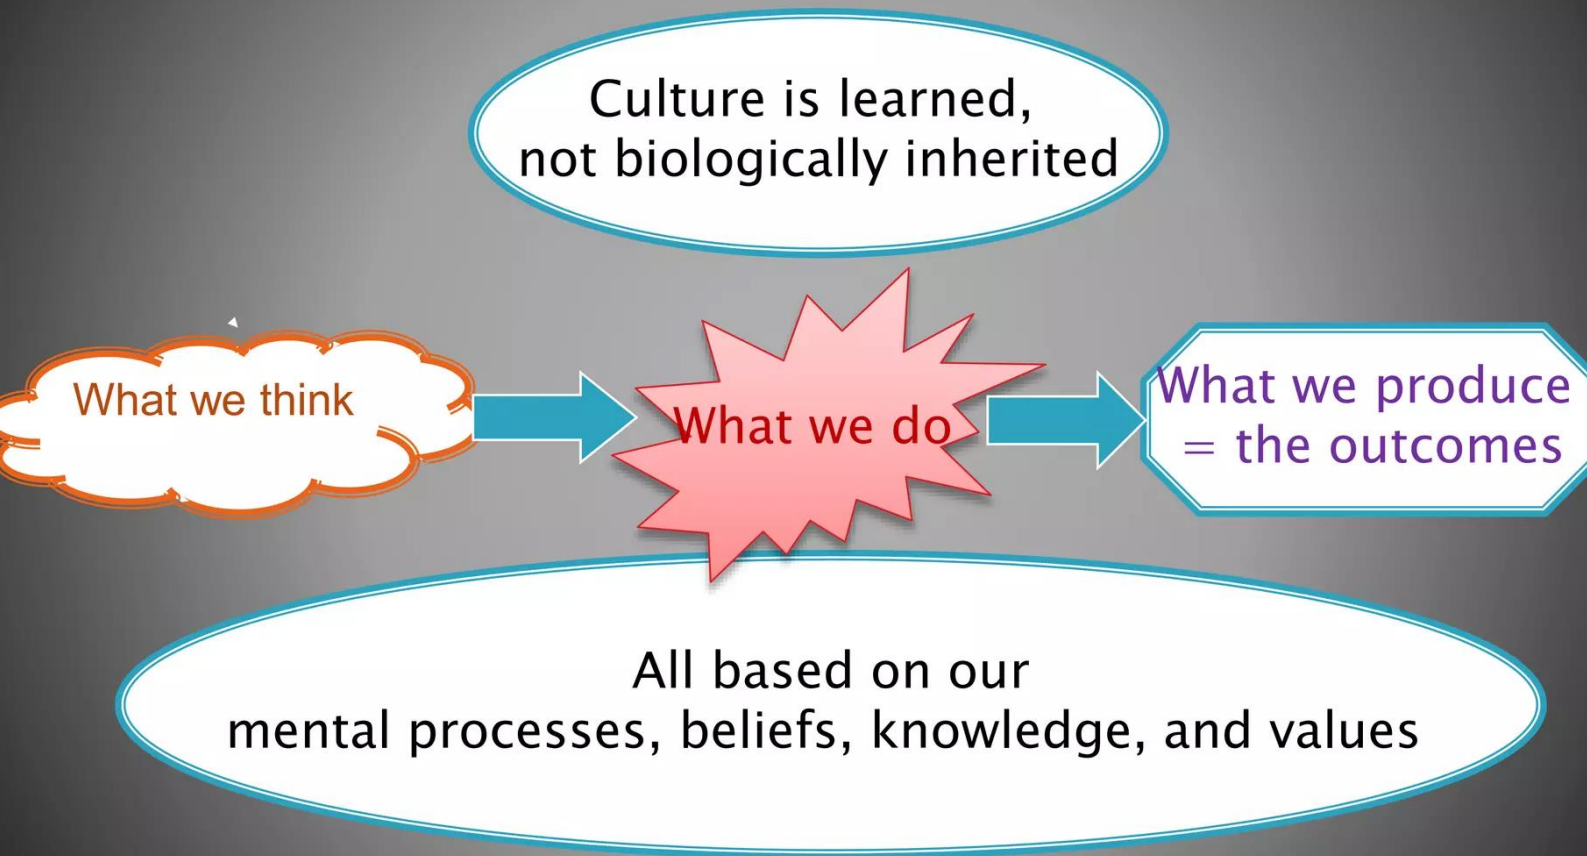 Culture is learned,
not biologically inherited
What we think
What we do
What we produce
= the outcomes
All based on our
mental processes, beliefs, knowledge, and values